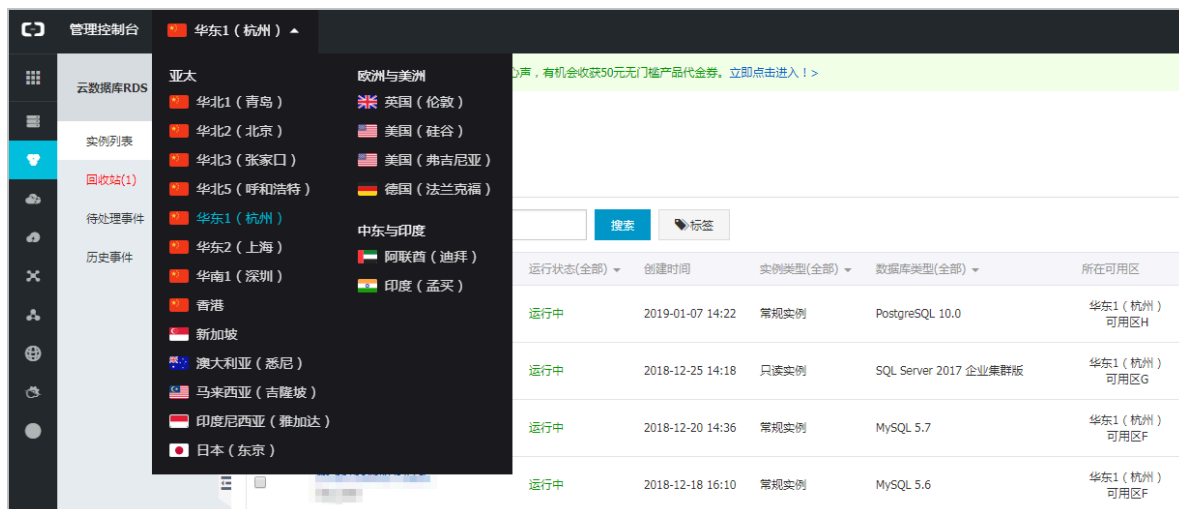 管理控制台
华东1 ( 杭州 )
心声，有机会收获50元无门槛产品代金券。立即点击进入！>
云数据库RDS
实例列表
回收站(1)
待处理事件
历史事件
亚太
华北1 ( 青岛 )
华北2 ( 北京 )
华北3 ( 张家口 )
华北5 ( 呼和浩特 )
华东1 ( 杭州 )
华东2 ( 上海 )
华南1 ( 深圳 )
香港
新加坡
澳大利亚 ( 悉尼 )
马来西亚 ( 吉隆坡 )
印度尼西亚 ( 雅加达 )
日本 ( 东京 )
欧洲与美洲
英国 ( 伦敦 )
美国 ( 硅谷 )
美国 ( 弗吉尼亚 )
德国 ( 法兰克福 )
中东与印度
阿联酋 ( 迪拜 )
印度 ( 孟买 )
搜索 标签
运行状态(全部) 创建时间 实例类型(全部) 数据库类型(全部) 所在可用区
运行中 2019-01-07 14:22 常规实例 PostgreSQL 10.0 华东1 ( 杭州 )
可用区H
运行中 2018-12-25 14:18 只读实例 SQL Server 2017 企业集群版 华东1 ( 杭州 )
可用区G
运行中 2018-12-20 14:36 常规实例 MySQL 5.7 华东1 ( 杭州 )
可用区F
运行中 2018-12-18 16:10 常规实例 MySQL 5.6 华东1 ( 杭州 )
可用区F